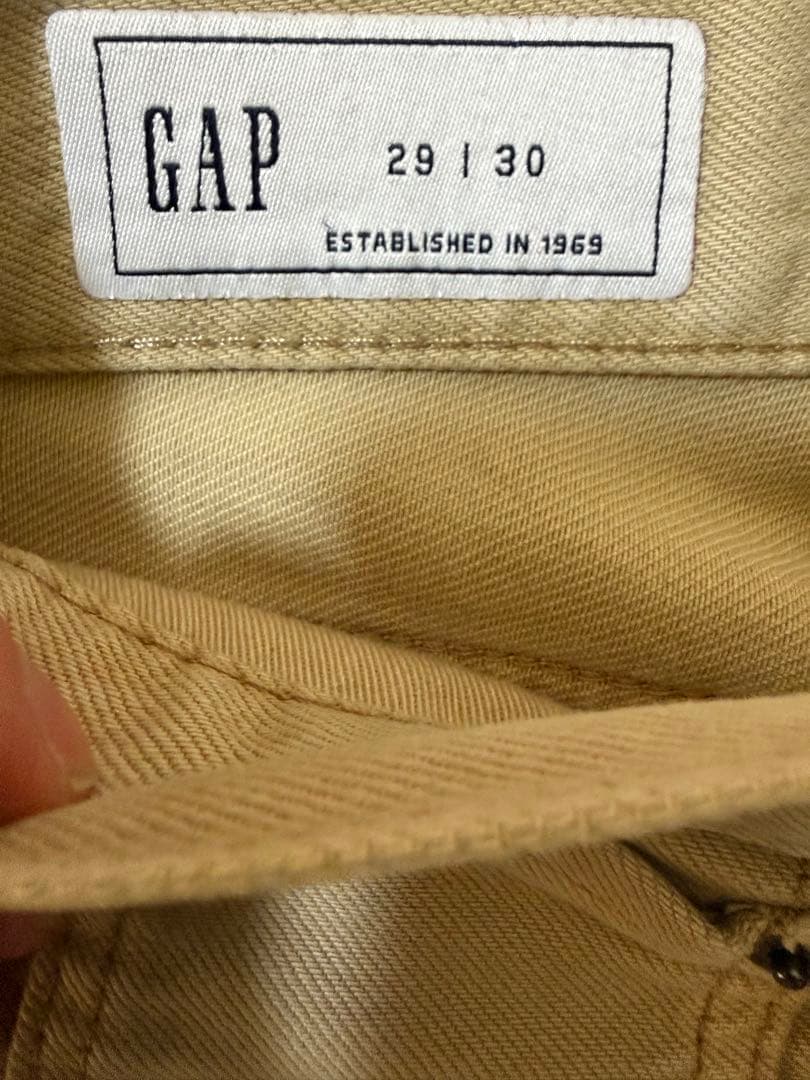 GAP 29 | 30
ESTABLISHED IN 1969